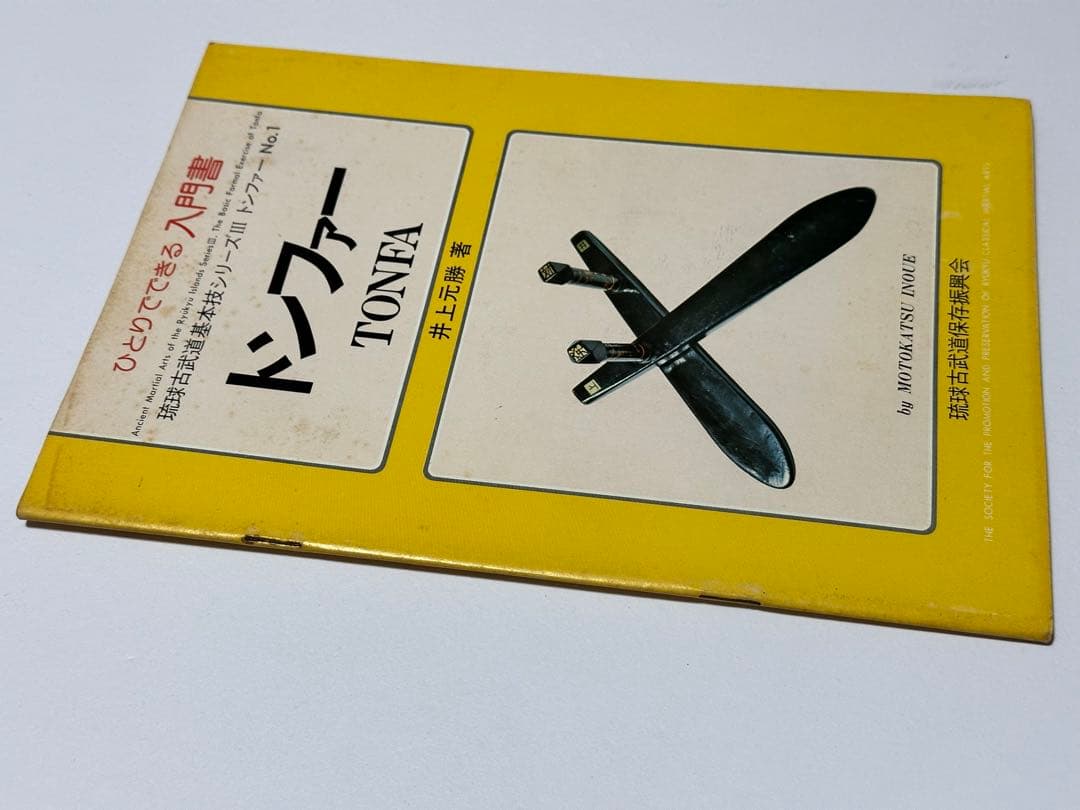 ひとりでできる 入門書
Ancient Martial Arts of the Ryūkyū Islands Series III. The Basic Formal Exercise of Tonfa
琉球古武道基本技シリーズIII トンファー No.1
トンファー
TONFA
井上元勝 著
by MOTOKATSU INOUE
琉球古武道保存振興会
THE SOCIETY FOR THE PROMOTION AND PRESERVATION OF RYUKYU CLASSICAL MARTIAL ARTS